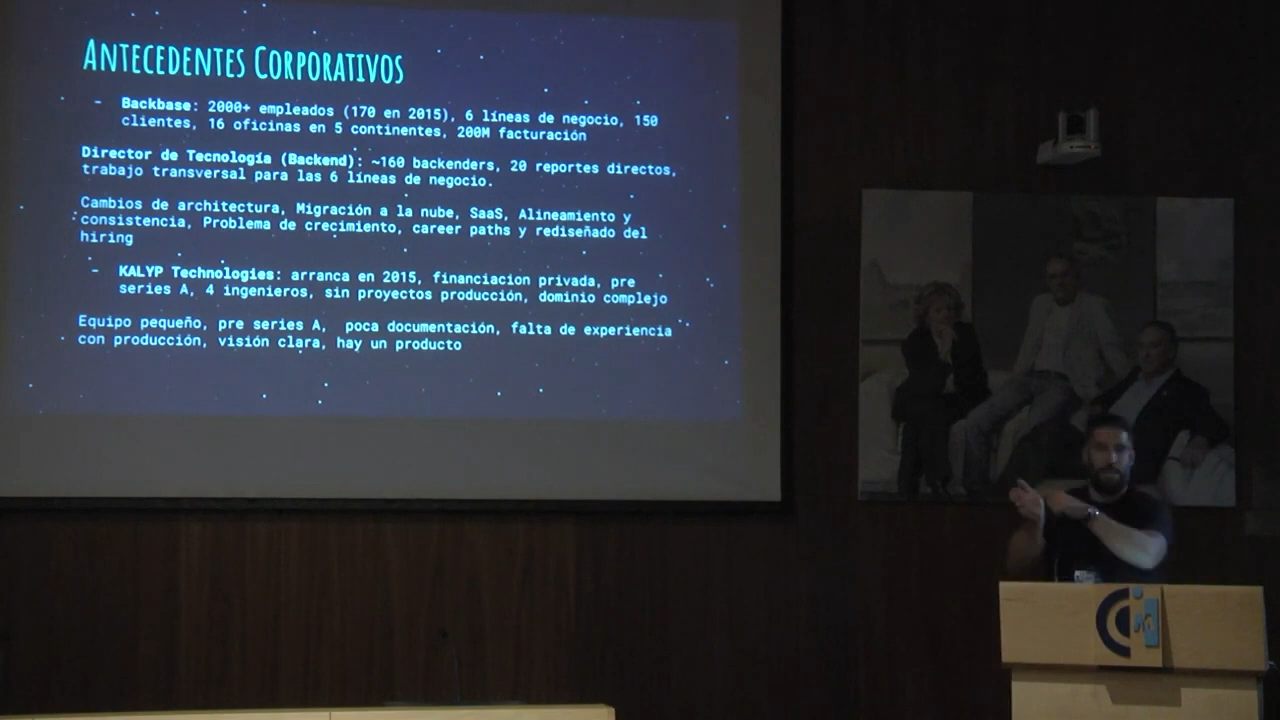 ANTECEDENTES CORPORATIVOS
- Backbase: 2000+ empleados (170 en 2015), 6 líneas de negocio, 150
clientes, 16 oficinas en 5 continentes, 200M facturación
Director de Tecnología (Backend): ~160 backenders, 20 reportes directos,
trabajo transversal para las 6 líneas de negocio.
Cambios de architectura, Migración a la nube, SaaS, Alineamiento y
consistencia, Problema de crecimiento, career paths y rediseñado del
hiring
- KALYP Technologies: arranca en 2015, financiacion privada, pre
series A, 4 ingenieros, sin proyectos producción, dominio complejo
Equipo pequeño, pre series A, poca documentación, falta de experiencia
con producción, visión clara, hay un producto